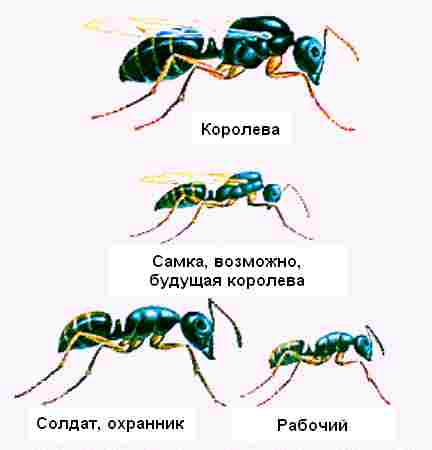 Королева
Самка, возможно,
будущая королева
Солдат, охранник
Рабочий